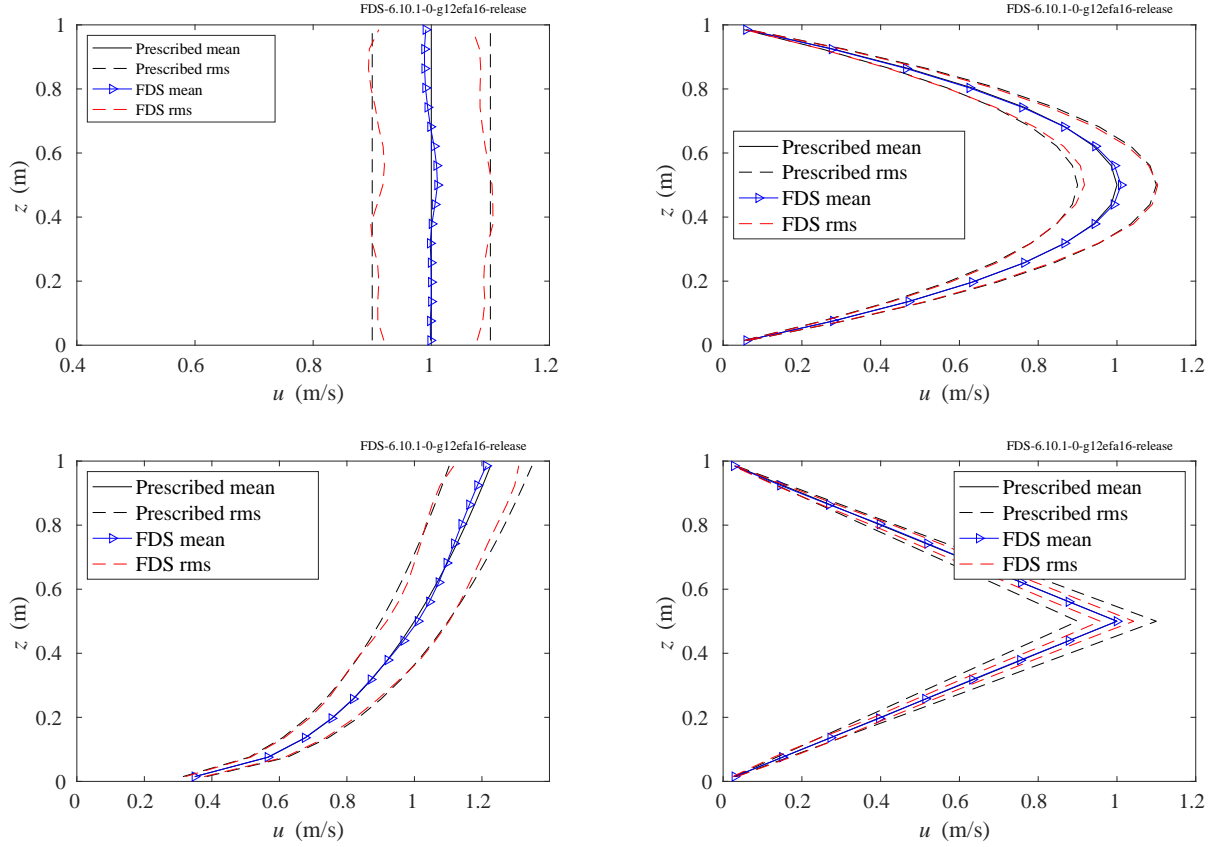 FDS-6.10.1-0-g12efa16-release
Prescribed mean
Prescribed rms
FDS mean
FDS rms
1
0.8
0.6
0.4
0.2
0
z (m)
0.4
0.6
0.8
1
1.2
u (m/s)
FDS-6.10.1-0-g12efa16-release
Prescribed mean
Prescribed rms
FDS mean
FDS rms
1
0.8
0.6
0.4
0.2
0
z (m)
0
0.2
0.4
0.6
0.8
1
1.2
u (m/s)
FDS-6.10.1-0-g12efa16-release
Prescribed mean
Prescribed rms
FDS mean
FDS rms
1
0.8
0.6
0.4
0.2
0
z (m)
0
0.2
0.4
0.6
0.8
1
1.2
u (m/s)
FDS-6.10.1-0-g12efa16-release
Prescribed mean
Prescribed rms
FDS mean
FDS rms
1
0.8
0.6
0.4
0.2
0
z (m)
0
0.2
0.4
0.6
0.8
1
1.2
u (m/s)